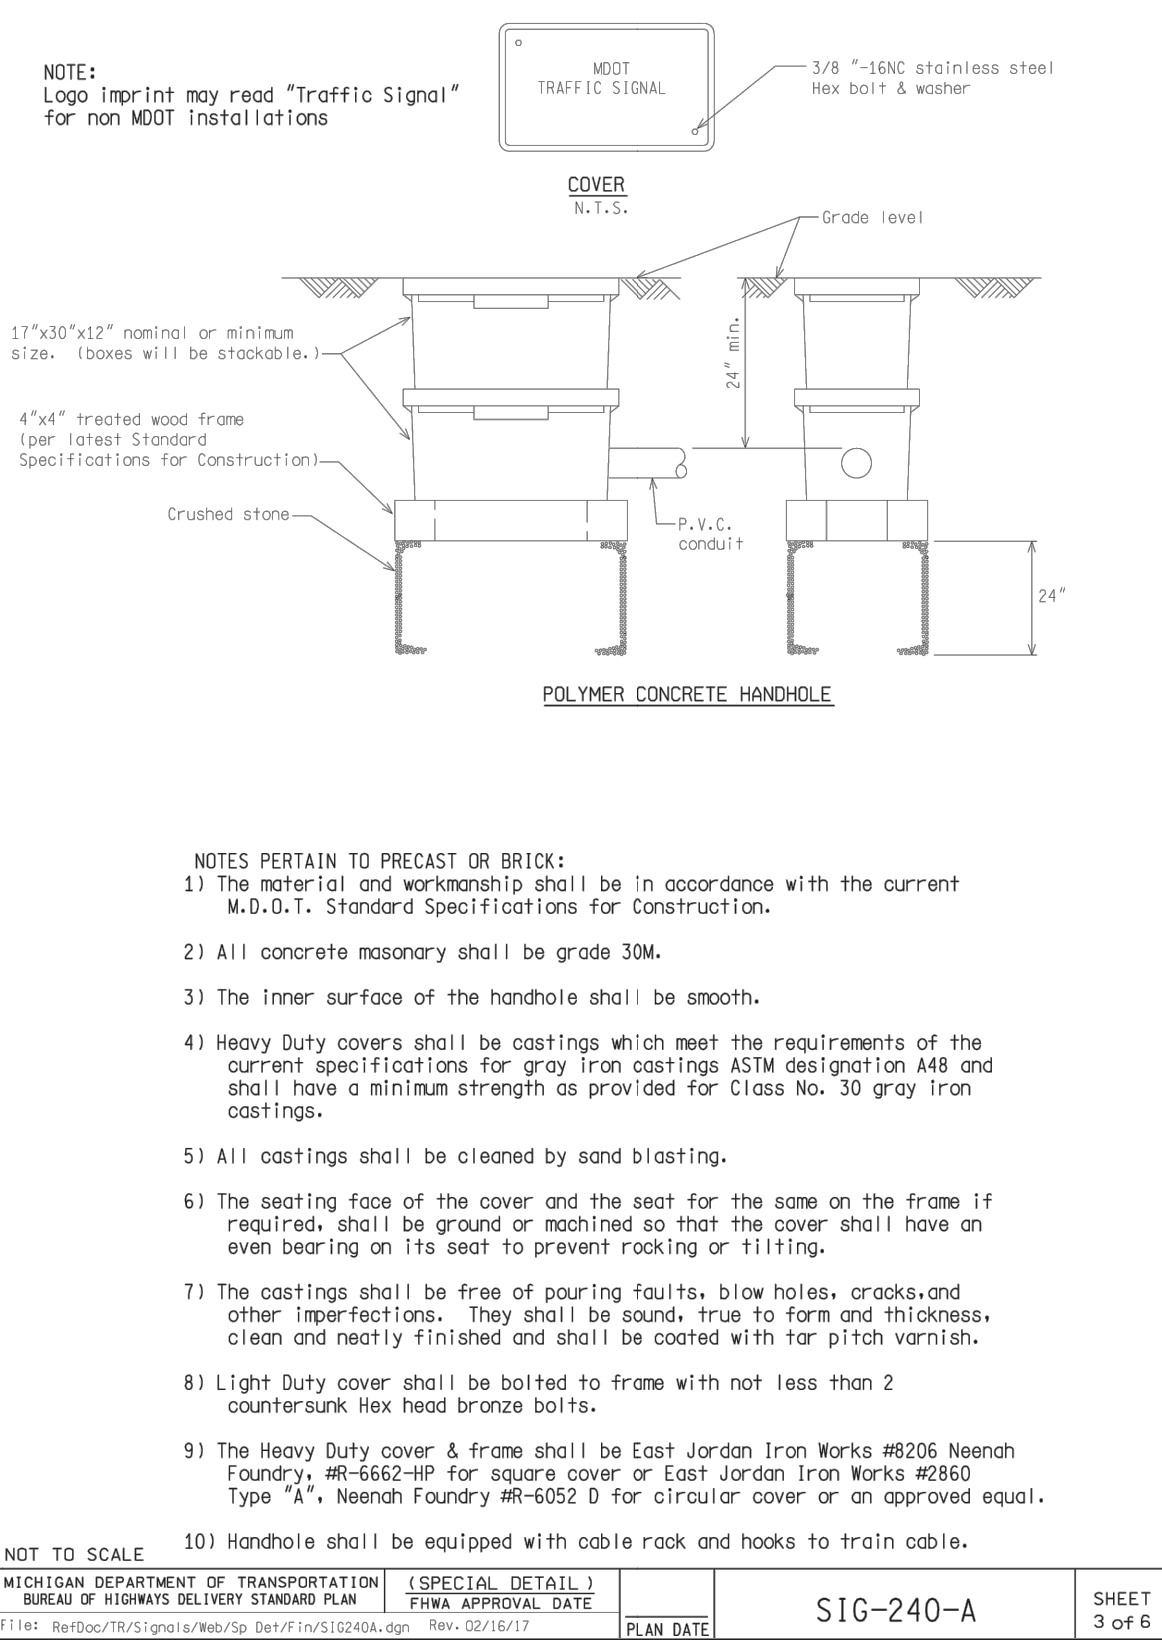 NOTE:
Logo imprint may read "Traffic Signal"
for non MDOT installations
MDOT
TRAFFIC SIGNAL
3/8 "-16NC stainless steel
Hex bolt & washer
COVER
N.T.S.
Grade level
17"x30"x12" nominal or minimum
size. (boxes will be stackable.)
24" min.
4"x4" treated wood frame
(per latest Standard
Specifications for Construction)
Crushed stone
P.V.C.
conduit
24"
POLYMER CONCRETE HANDHOLE
NOTES PERTAIN TO PRECAST OR BRICK:
1) The material and workmanship shall be in accordance with the current
M.D.O.T. Standard Specifications for Construction.
2) All concrete masonary shall be grade 30M.
3) The inner surface of the handhole shall be smooth.
4) Heavy Duty covers shall be castings which meet the requirements of the
current specifications for gray iron castings ASTM designation A48 and
shall have a minimum strength as provided for Class No. 30 gray iron
castings.
5) All castings shall be cleaned by sand blasting.
6) The seating face of the cover and the seat for the same on the frame if
required, shall be ground or machined so that the cover shall have an
even bearing on its seat to prevent rocking or tilting.
7) The castings shall be free of pouring faults, blow holes, cracks,and
other imperfections. They shall be sound, true to form and thickness,
clean and neatly finished and shall be coated with tar pitch varnish.
8) Light Duty cover shall be bolted to frame with not less than 2
countersunk Hex head bronze bolts.
9) The Heavy Duty cover & frame shall be East Jordan Iron Works #8206 Neenah
Foundry, #R-6662-HP for square cover or East Jordan Iron Works #2860
Type "A", Neenah Foundry #R-6052 D for circular cover or an approved equal.
10) Handhole shall be equipped with cable rack and hooks to train cable.
NOT TO SCALE
MICHIGAN DEPARTMENT OF TRANSPORTATION
BUREAU OF HIGHWAYS DELIVERY STANDARD PLAN
(SPECIAL DETAIL)
FHWA APPROVAL DATE
PLAN DATE
SIG-240-A
SHEET
3 of 6
File: RefDoc/TR/Signals/Web/Sp Det/Fin/SIG240A.dgn Rev. 02/16/17